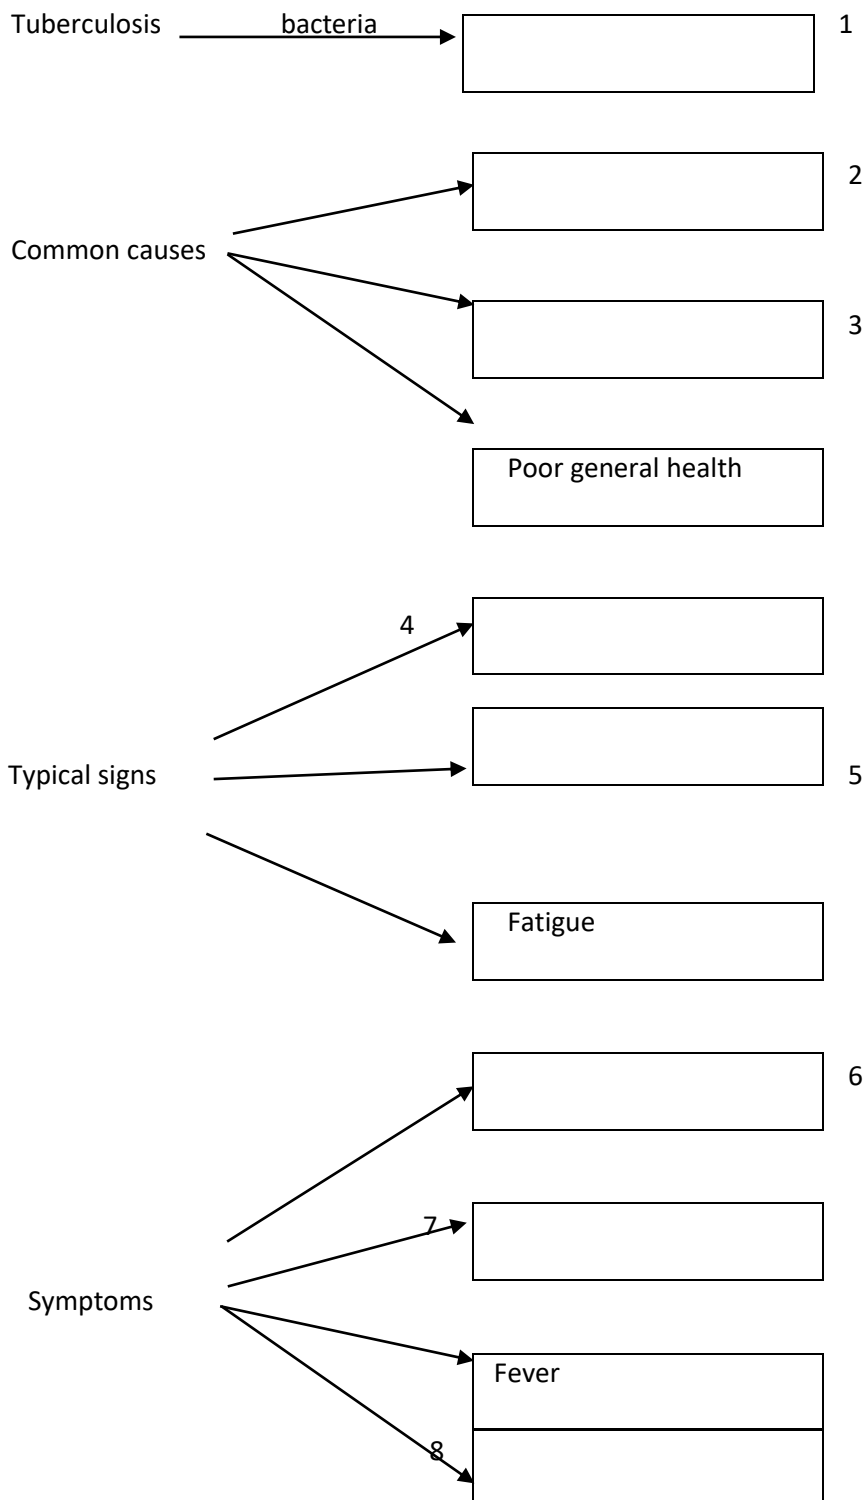 Tuberculosis bacteria 1
2
Common causes
3
Poor general health
4
Typical signs 5
Fatigue
6
7
Symptoms
Fever
8